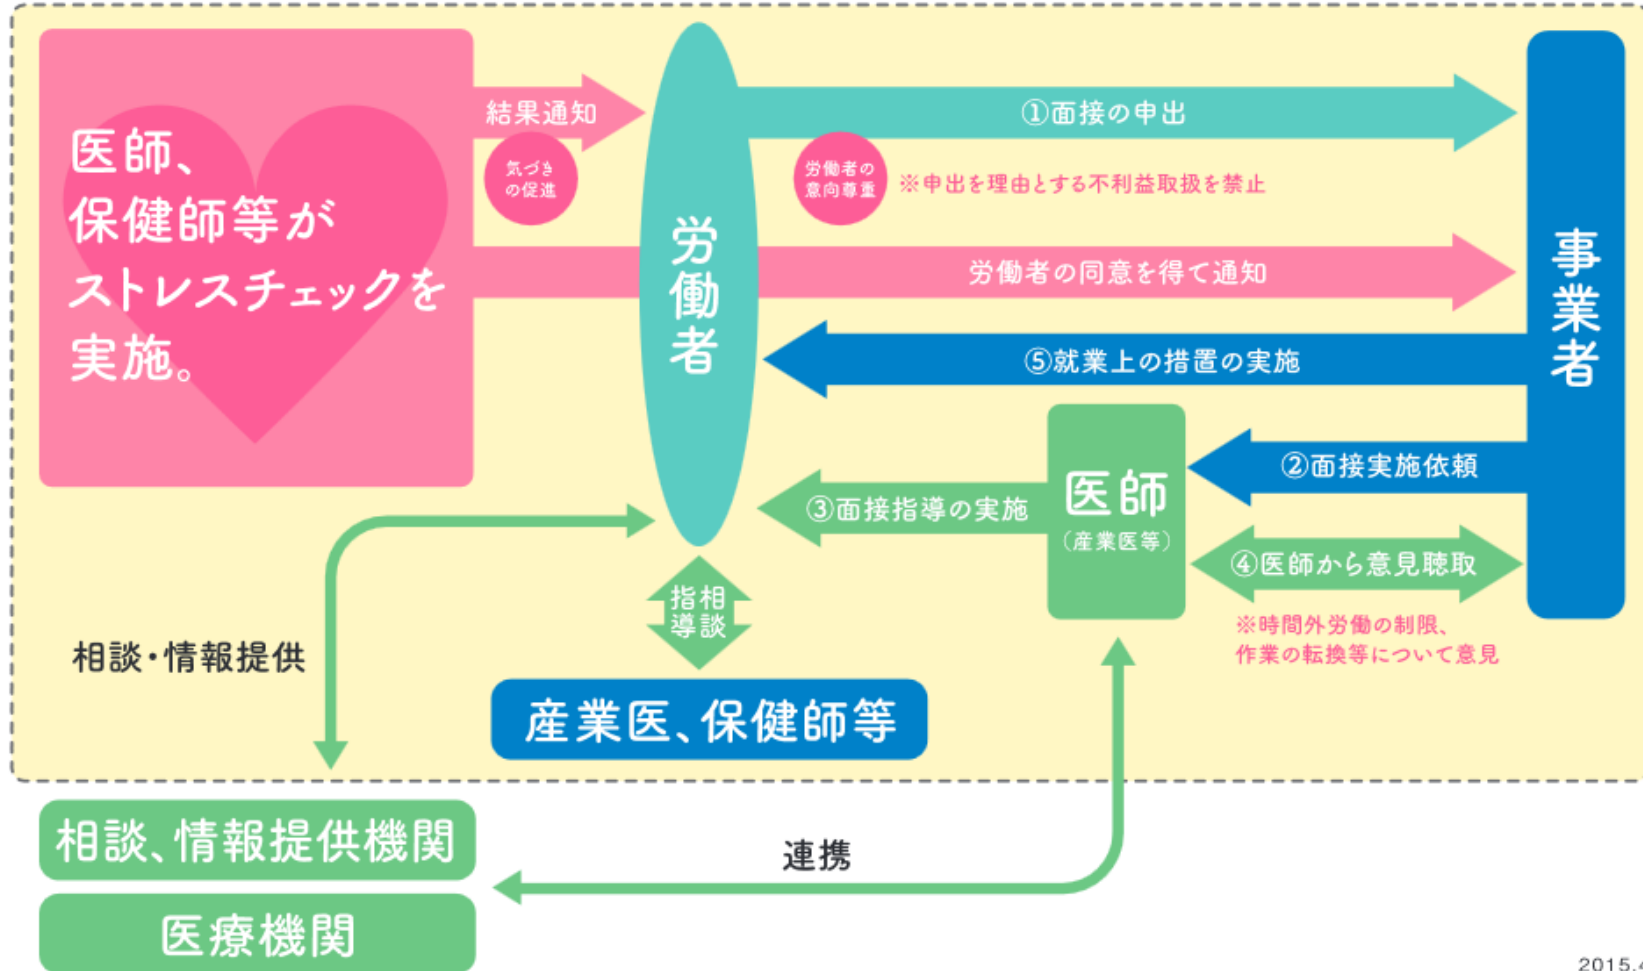 医師、
保健師等が
ストレスチェックを
実施。
結果通知
気づき
の促進
労働者
①面接の申出
労働者の
意向尊重
※申出を理由とする不利益取扱を禁止
労働者の同意を得て通知
⑤就業上の措置の実施
事業者
②面接実施依頼
医師
(産業医等)
③面接指導の実施
④医師から意見聴取
※時間外労働の制限、
作業の転換等について意見
相談
指導
産業医、保健師等
相談・情報提供
相談、情報提供機関
医療機関
連携
2015.4